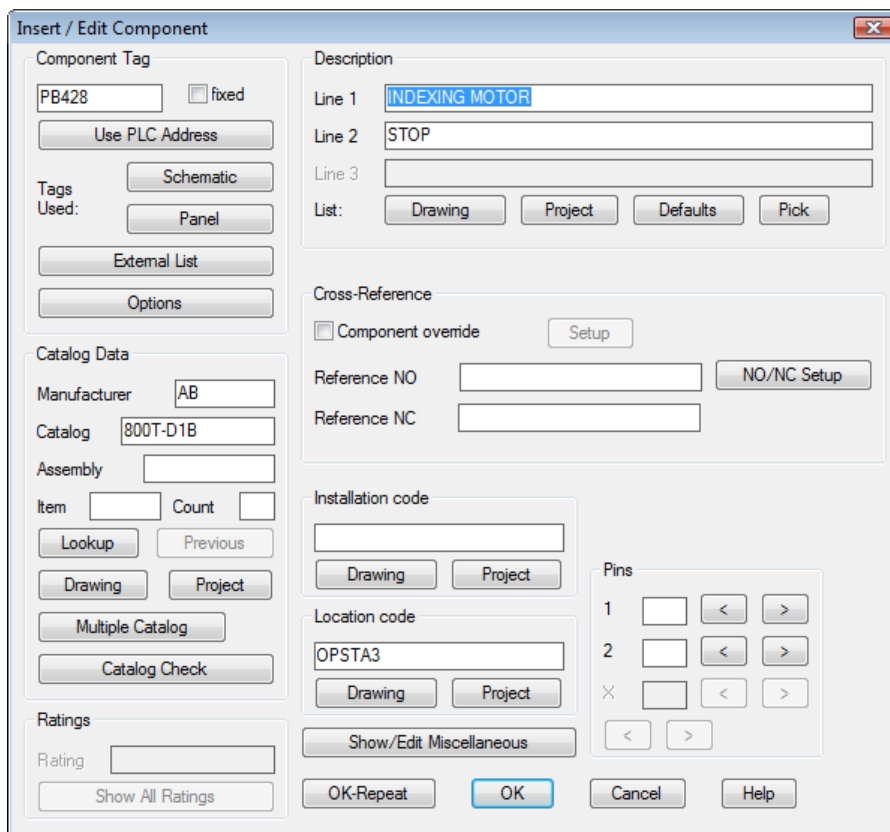 Insert / Edit Component
Component Tag
PB428
fixed
Use PLC Address
Tags Used:
Schematic
Panel
External List
Options
Catalog Data
Manufacturer AB
Catalog 800T-D1B
Assembly
Item Count
Lookup Previous
Drawing Project
Multiple Catalog
Catalog Check
Ratings
Rating
Show All Ratings
Description
Line 1 INDEXING MOTOR
Line 2 STOP
Line 3
List: Drawing Project Defaults Pick
Cross-Reference
Component override Setup
Reference NO NO/NC Setup
Reference NC
Installation code
Drawing Project
Location code
OPSTA3
Drawing Project
Show/Edit Miscellaneous
Pins
1 < >
2 < >
X < >
< >
OK-Repeat OK Cancel Help